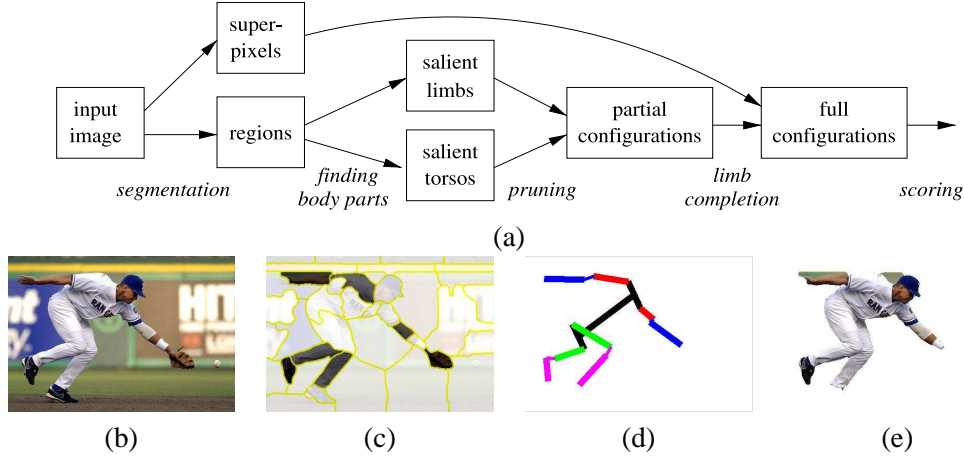 super-
pixels
input
image
regions
salient
limbs
salient
torsos
partial
configurations
full
configurations
segmentation
finding
body parts
pruning
limb
completion
scoring
(a)
HIT
(b)
(c)
(d)
(e)